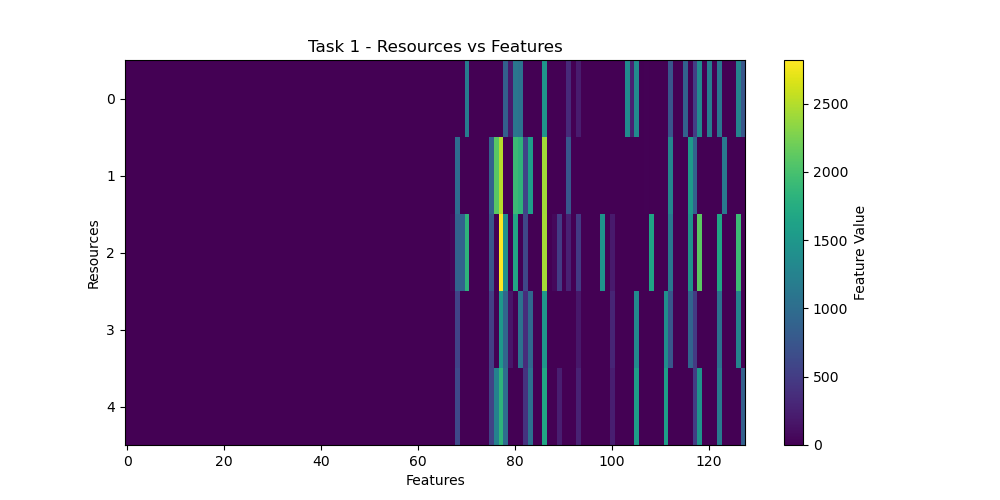 Task 1 - Resources vs Features
Resources
0
1
2
3
4
0 20 40 60 80 100 120
Features
2500
2000
1500
1000
500
0
Feature Value